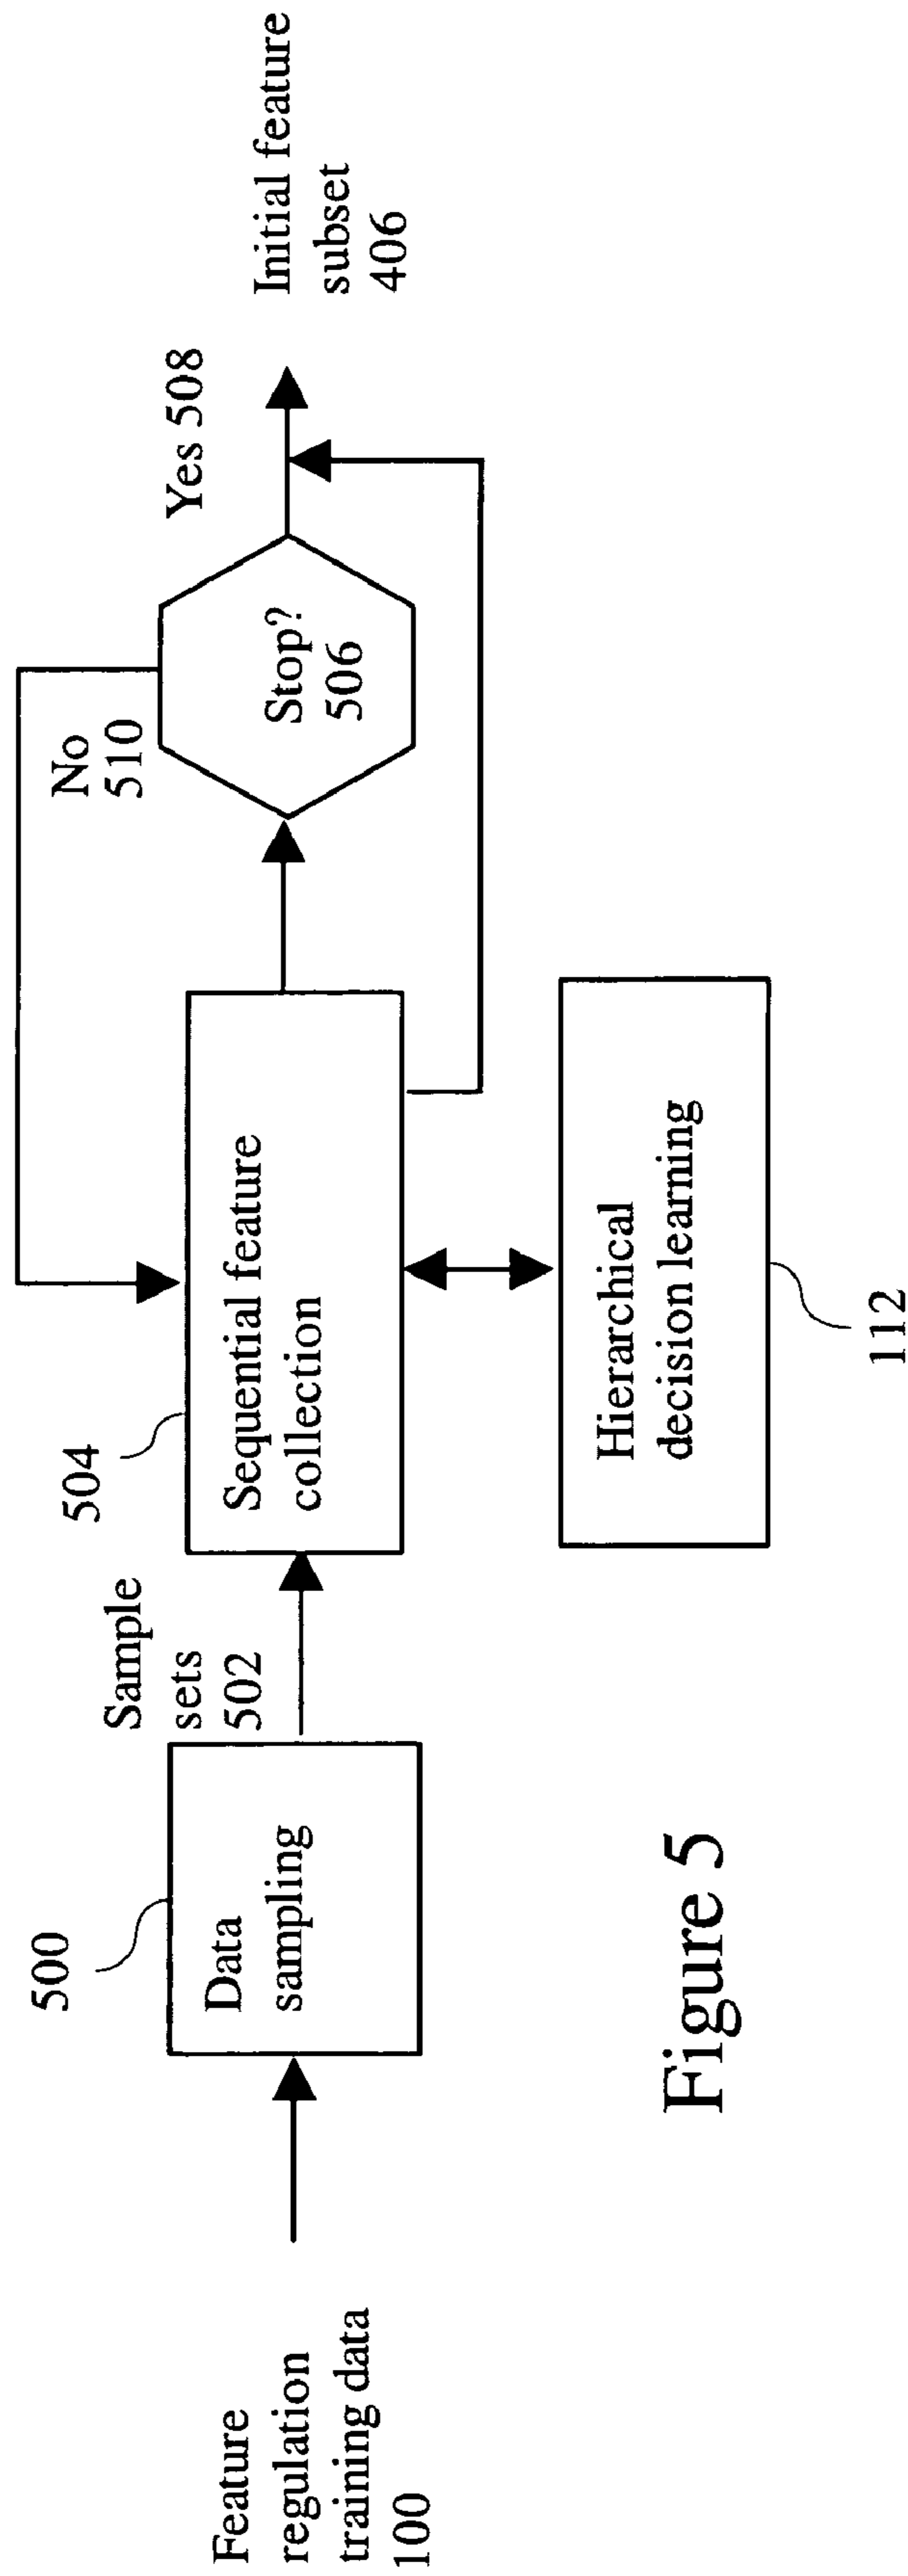 Feature
regulation
training data
100
500
Data
sampling
Sample
sets
502
504
Sequential feature
collection
Hierarchical
decision learning
112
No
510
Stop?
506
Yes 508
Initial feature
subset
406
Figure 5